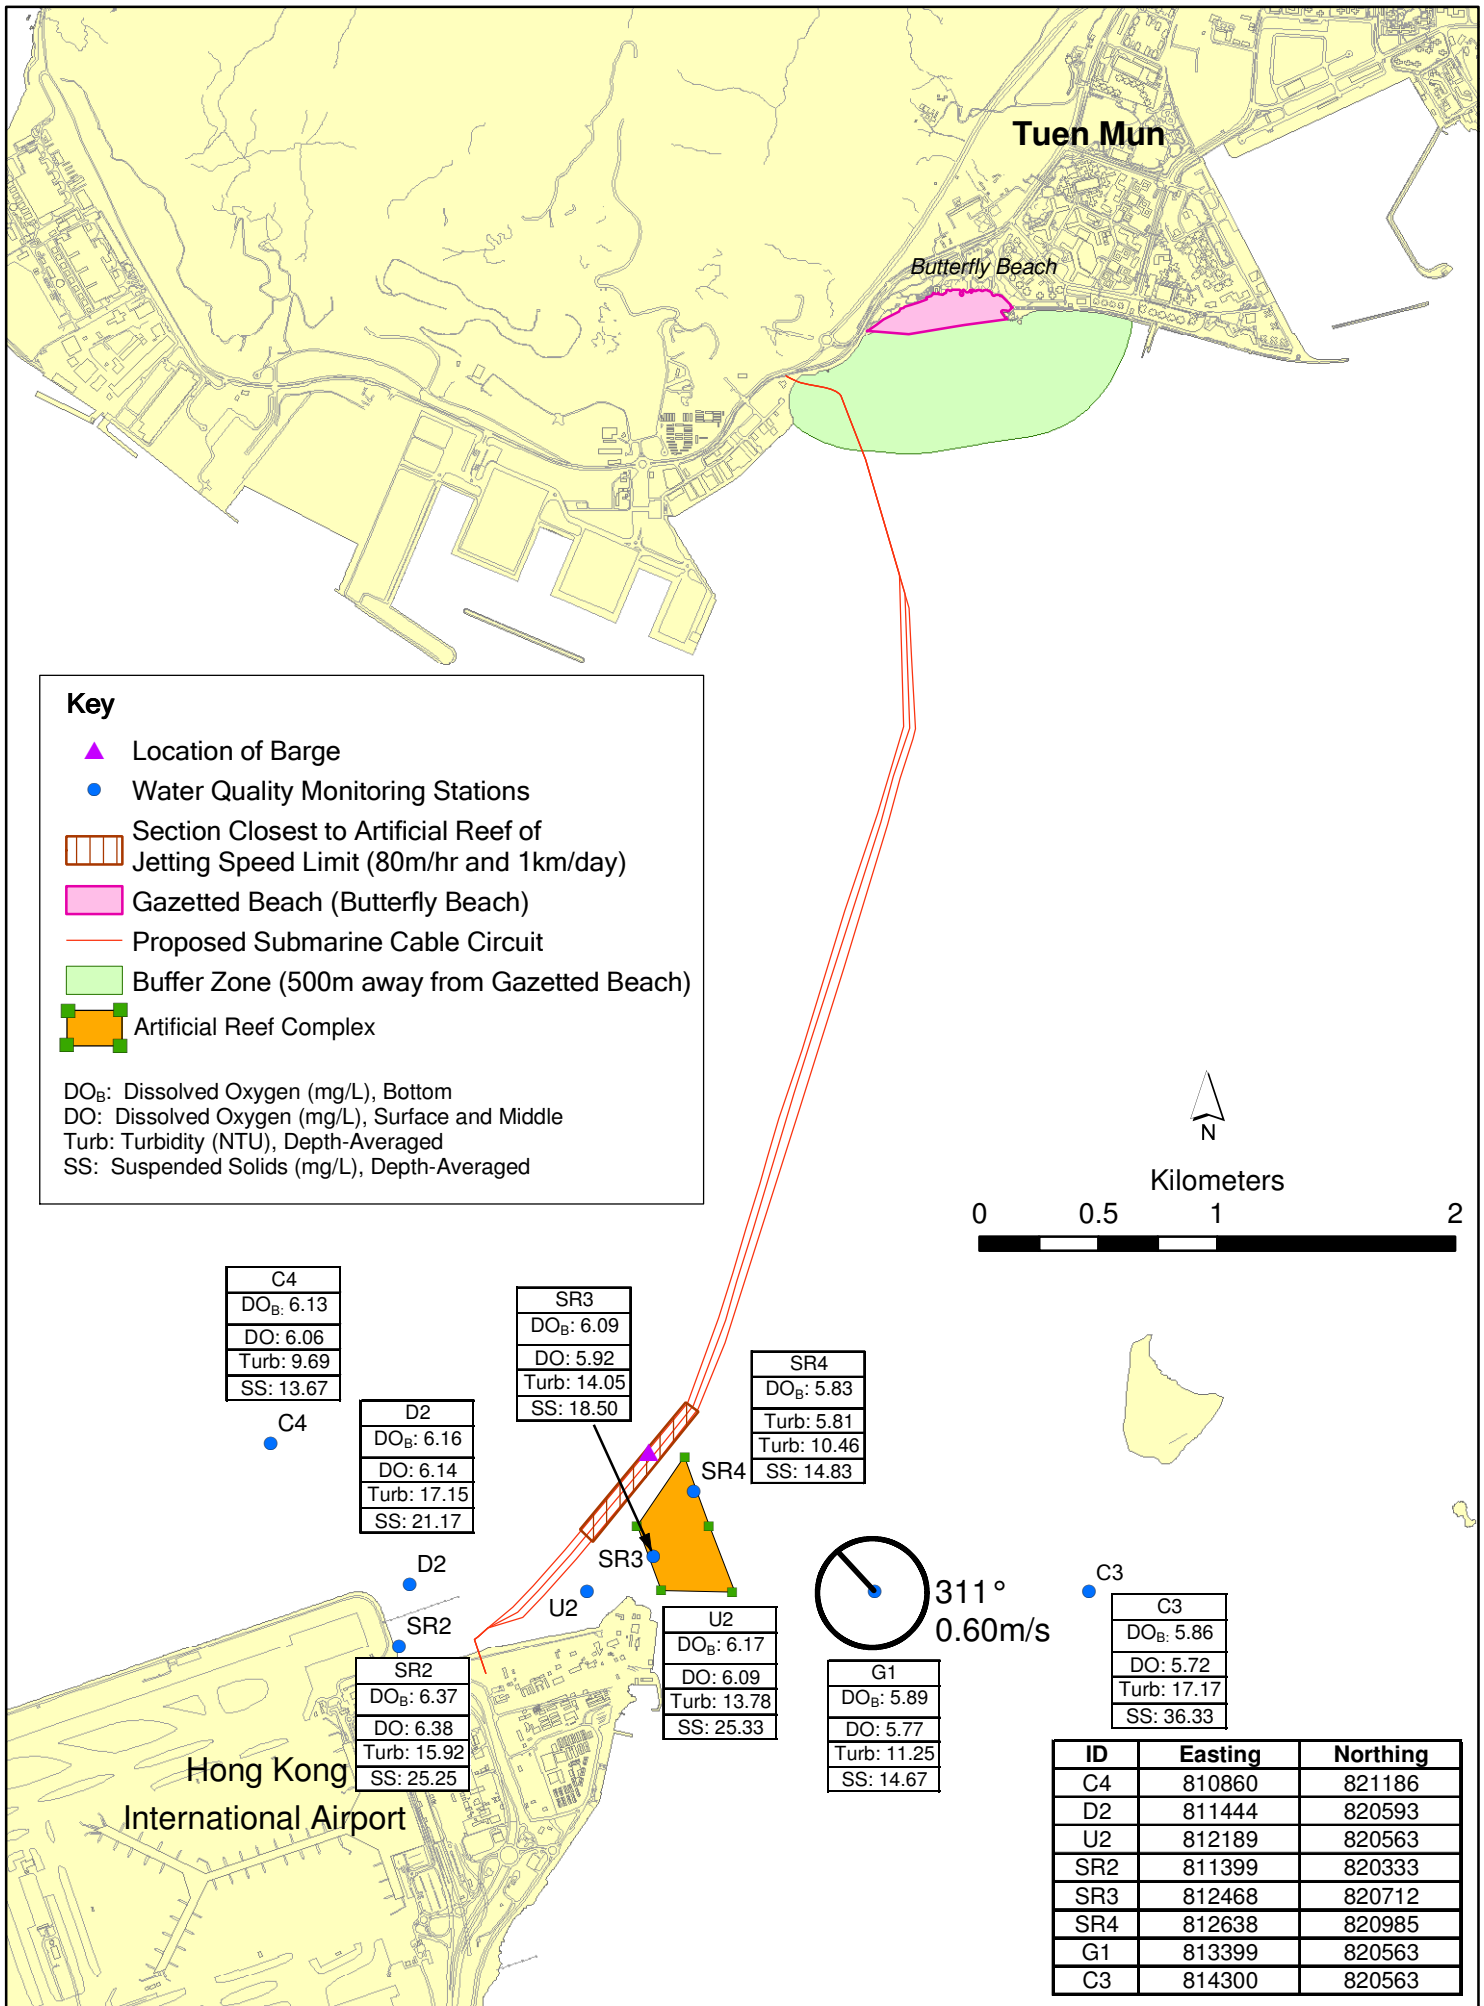 Tuen Mun
Butterfly Beach
Key
Location of Barge
Water Quality Monitoring Stations
Section Closest to Artificial Reef of
Jetting Speed Limit (80m/hr and 1km/day)
Gazetted Beach (Butterfly Beach)
Proposed Submarine Cable Circuit
Buffer Zone (500m away from Gazetted Beach)
Artificial Reef Complex
DOB: Dissolved Oxygen (mg/L), Bottom
DO: Dissolved Oxygen (mg/L), Surface and Middle
Turb: Turbidity (NTU), Depth-Averaged
SS: Suspended Solids (mg/L), Depth-Averaged
N
Kilometers
0 0.5 1 2
C4
DOB: 6.13
DO: 6.06
Turb: 9.69
SS: 13.67
C4
SR3
DOB: 6.09
DO: 5.92
Turb: 14.05
SS: 18.50
SR4
DOB: 5.83
Turb: 5.81
Turb: 10.46
SS: 14.83
D2
DOB: 6.16
DO: 6.14
Turb: 17.15
SS: 21.17
SR4
SR3
D2
U2
SR2
311°
0.60m/s
C3
U2
DOB: 6.17
DO: 6.09
Turb: 13.78
SS: 25.33
SR2
DOB: 6.37
DO: 6.38
Turb: 15.92
SS: 25.25
G1
DOB: 5.89
DO: 5.77
Turb: 11.25
SS: 14.67
C3
DOB: 5.86
DO: 5.72
Turb: 17.17
SS: 36.33
Hong Kong
International Airport
ID Easting Northing
C4 810860 821186
D2 811444 820593
U2 812189 820563
SR2 811399 820333
SR3 812468 820712
SR4 812638 820985
G1 813399 820563
C3 814300 820563